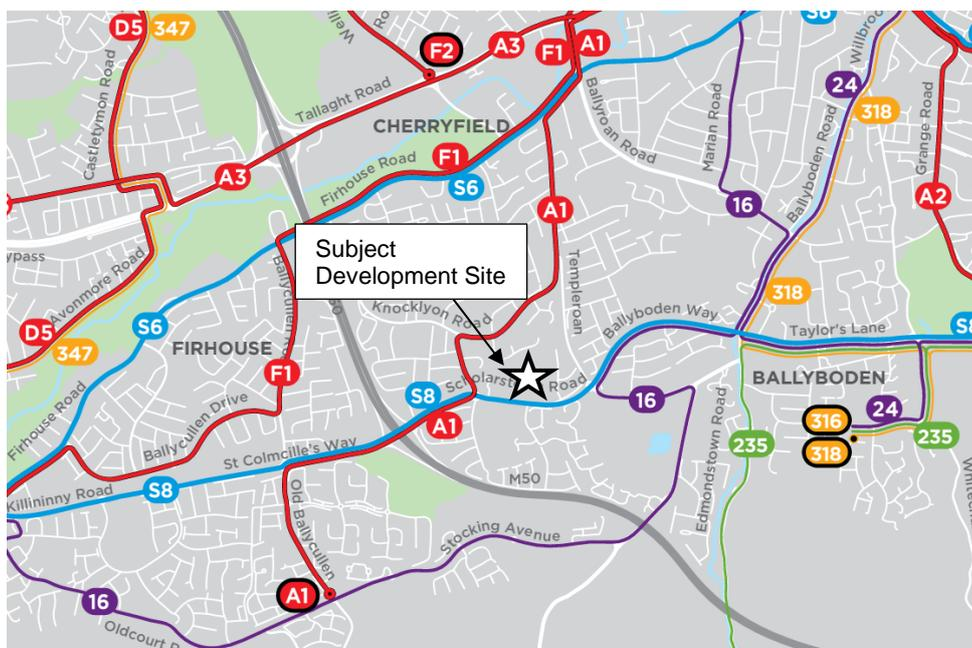 D5
347
F2
A3
F1
A1
S6
24
318
Castletymon Road
Tallaght Road
CHERRYFIELD
Ballyroan Road
Marian Road
Ballyboden Road
Willbroo
Grange Road
A3
Firhouse Road
F1
S6
A1
16
A2
Subject
Development Site
ypass
Avonmore Road
Ballycullen R
Templeroan
D5
347
S6
Knocklyon Road
Ballyboden Way
318
Taylor's Lane
S8
FIRHOUSE
F1
Scholarst Road
BALLYBODEN
S8
A1
16
316
318
24
235
235
Firhouse Road
Ballycullen Drive
St Colmcille's Way
Edmondstown Road
Killininny Road
S8
M50
Old Ballycullen
Stocking Avenue
16
A1
Oldcourt